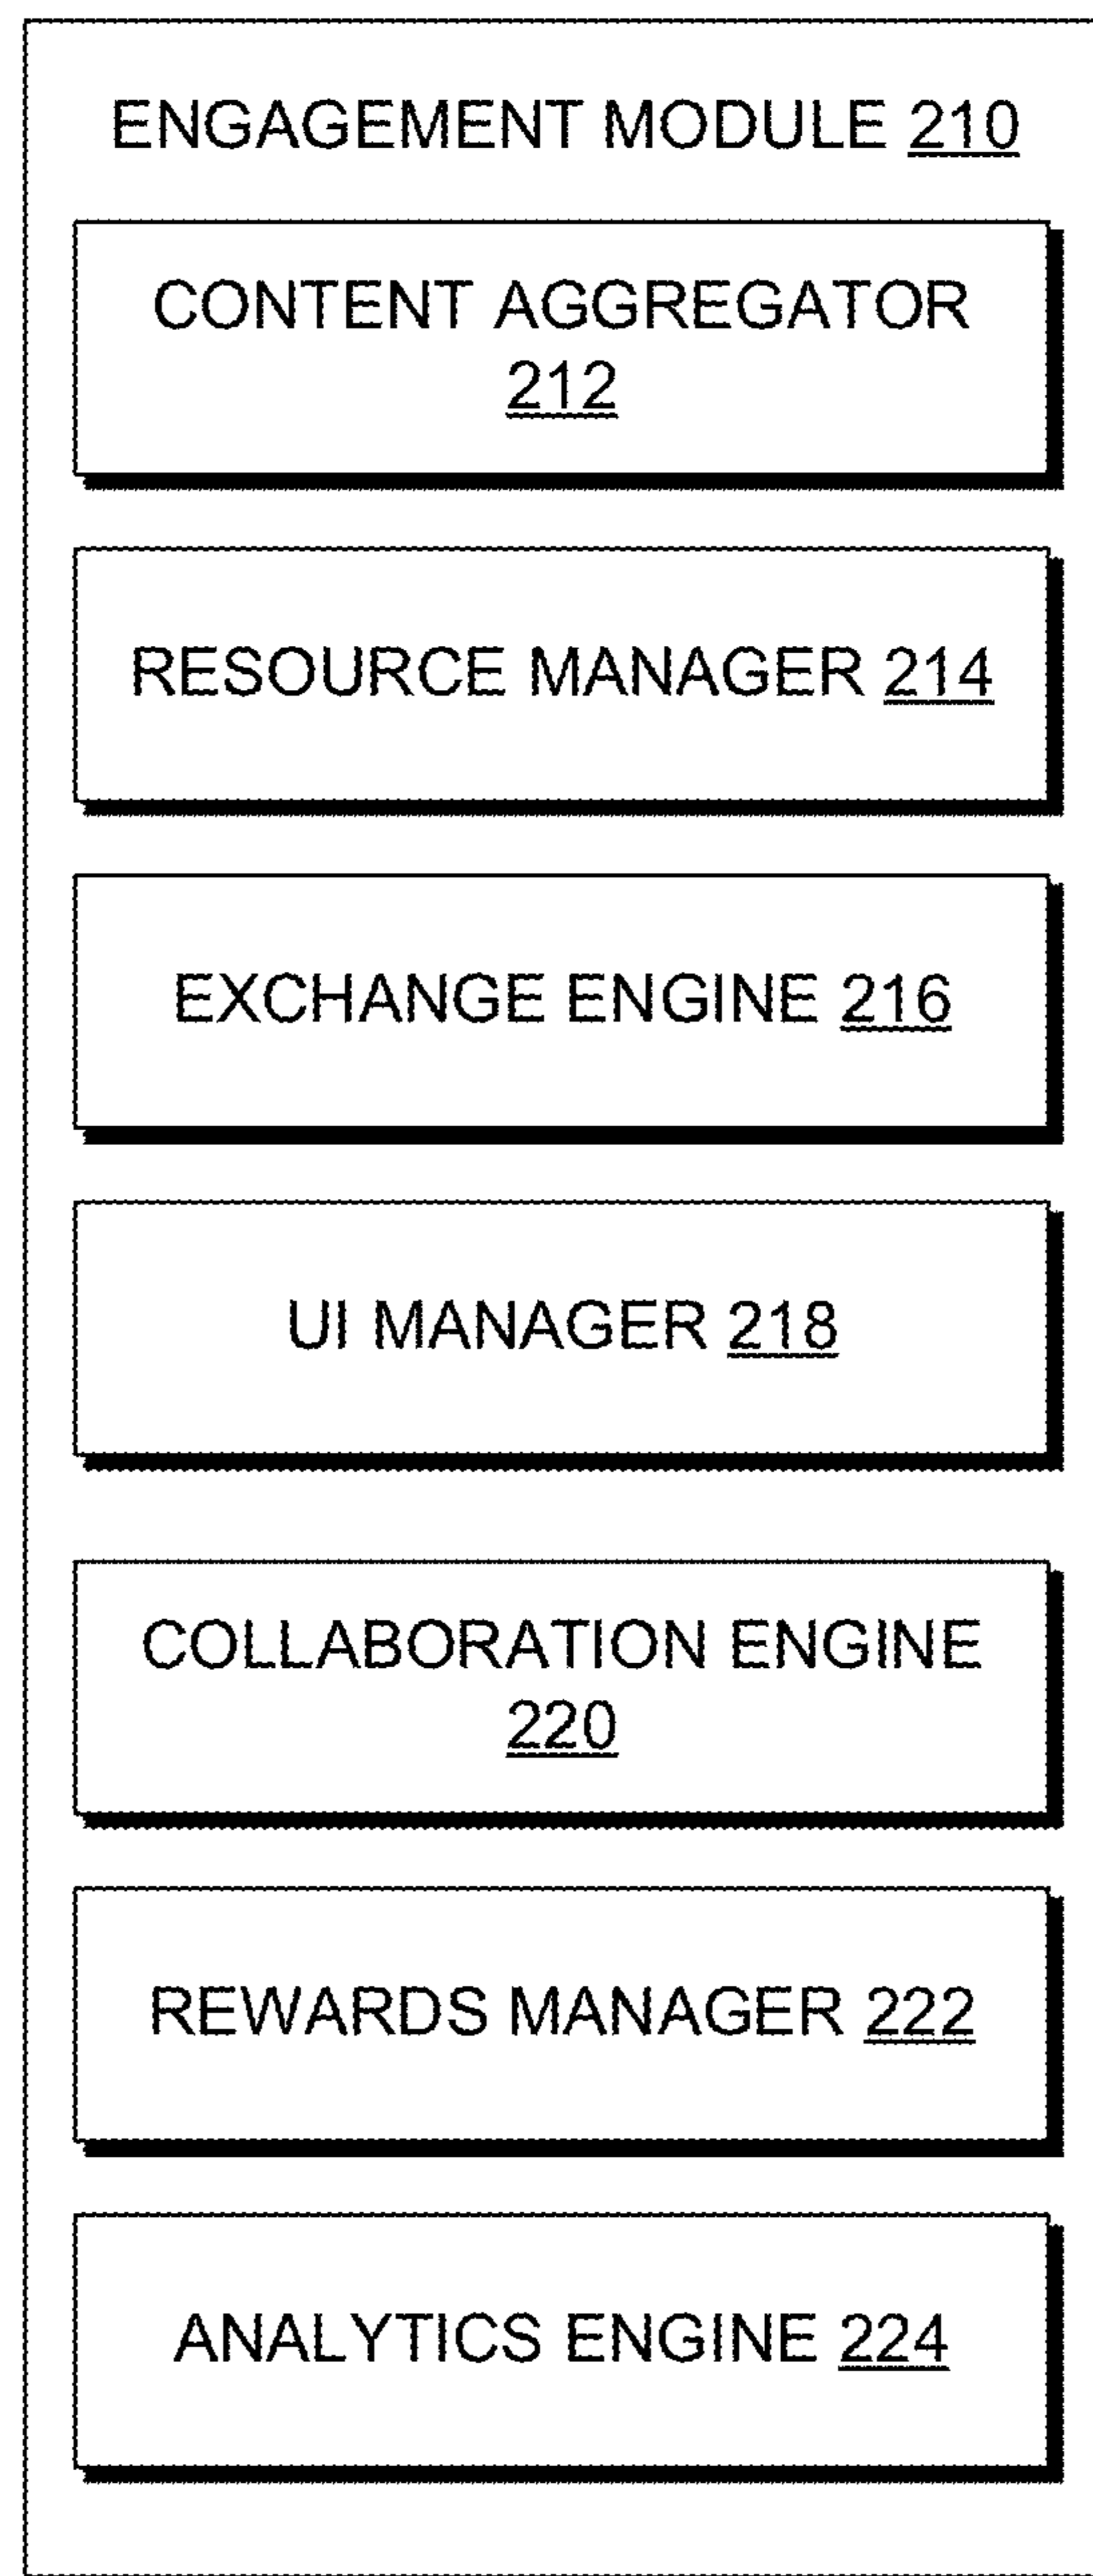 ENGAGEMENT MODULE 210
CONTENT AGGREGATOR
212
RESOURCE MANAGER 214
EXCHANGE ENGINE 216
UI MANAGER 218
COLLABORATION ENGINE
220
REWARDS MANAGER 222
ANALYTICS ENGINE 224